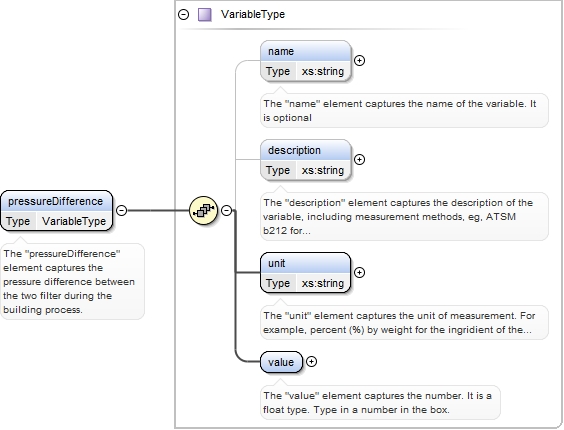 VariableType
name
Type xs:string
The "name" element captures the name of the variable. It
is optional
description
Type xs:string
The "description" element captures the description of the
variable, including measurement methods, eg, ATSM
b212 for...
pressureDifference
Type VariableType
The "pressureDifference"
element captures the
pressure difference between
the two filter during the
building process.
unit
Type xs:string
The "unit" element captures the unit of measurement. For
example, percent (%) by weight for the ingridient of the...
value
The "value" element captures the number. It is a
float type. Type in a number in the box.